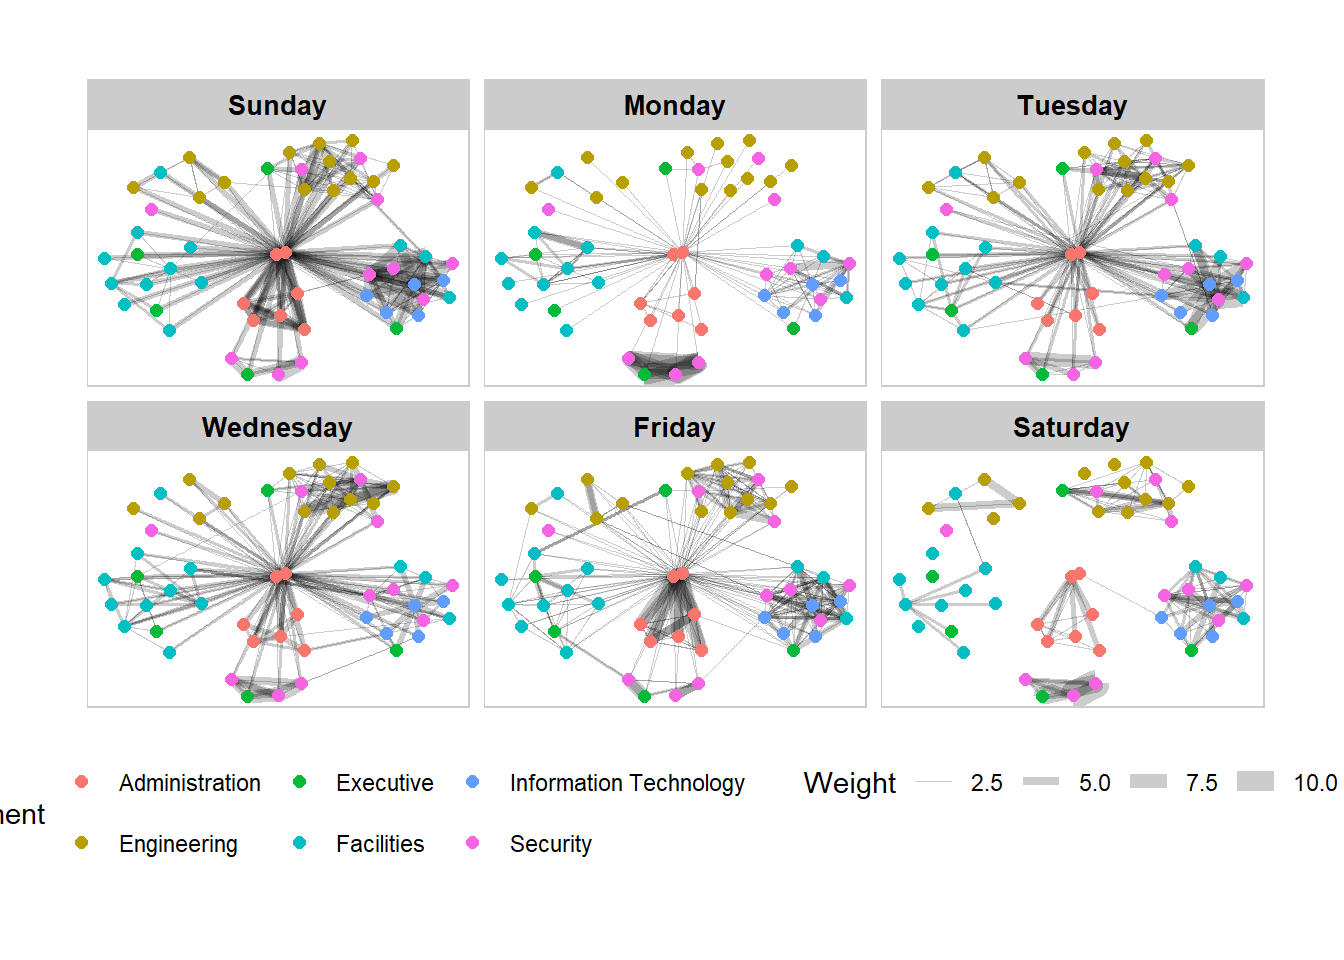 Sunday
Monday
Tuesday
Wednesday
Friday
Saturday
Administration
Executive
Information Technology
Weight
2.5
5.0
7.5
10.0
Engineering
Facilities
Security